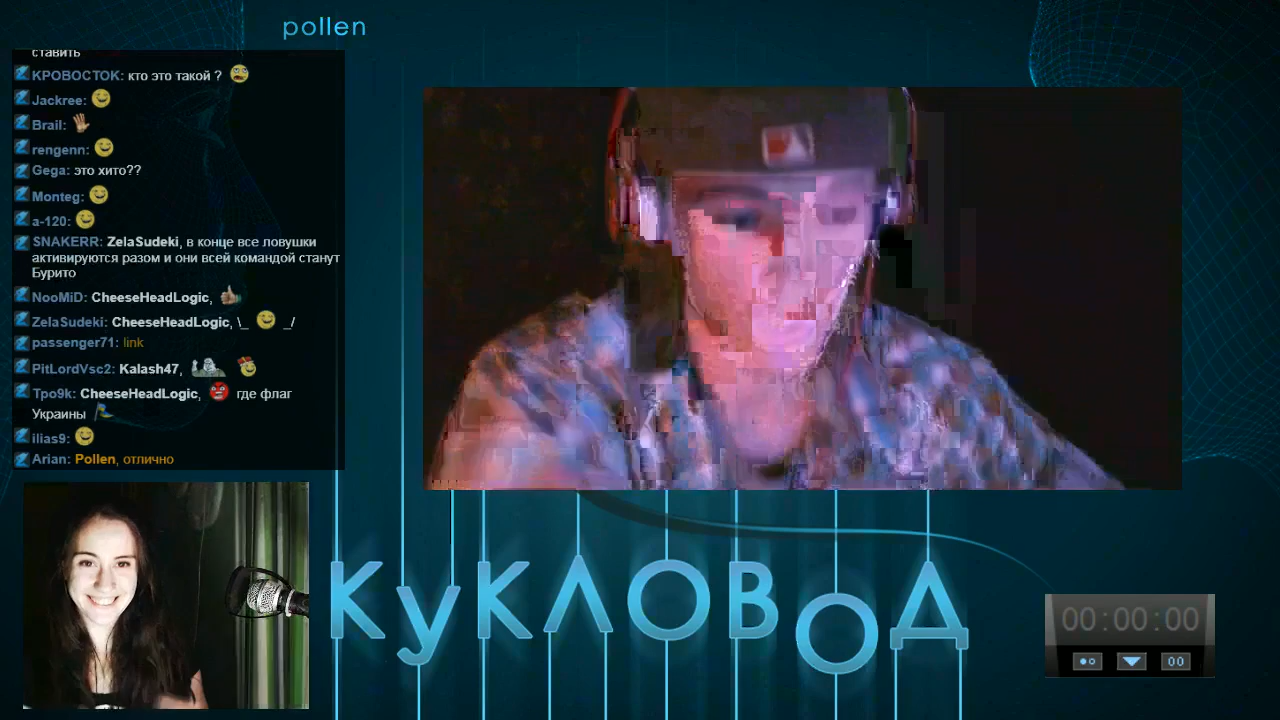 pollen
ставить
КРОВОСТОК: кто это такой ?
Jackree:
Brail:
rengenn:
Gega: это хито??
Monteg:
a-120:
SNAKERR: ZelaSudeki, в конце все ловушки
активируются разом и они всей командой станут
Бурито
NooMiD: CheeseHeadLogic,
ZelaSudeki: CheeseHeadLogic, \_ _/
passenger71: link
PitLordVsc2: Kalash47,
Tpo9k: CheeseHeadLogic, где флаг
Украины
ilias9:
Arian: Pollen, отлично
КуКЛОВОД
00:00:00
00